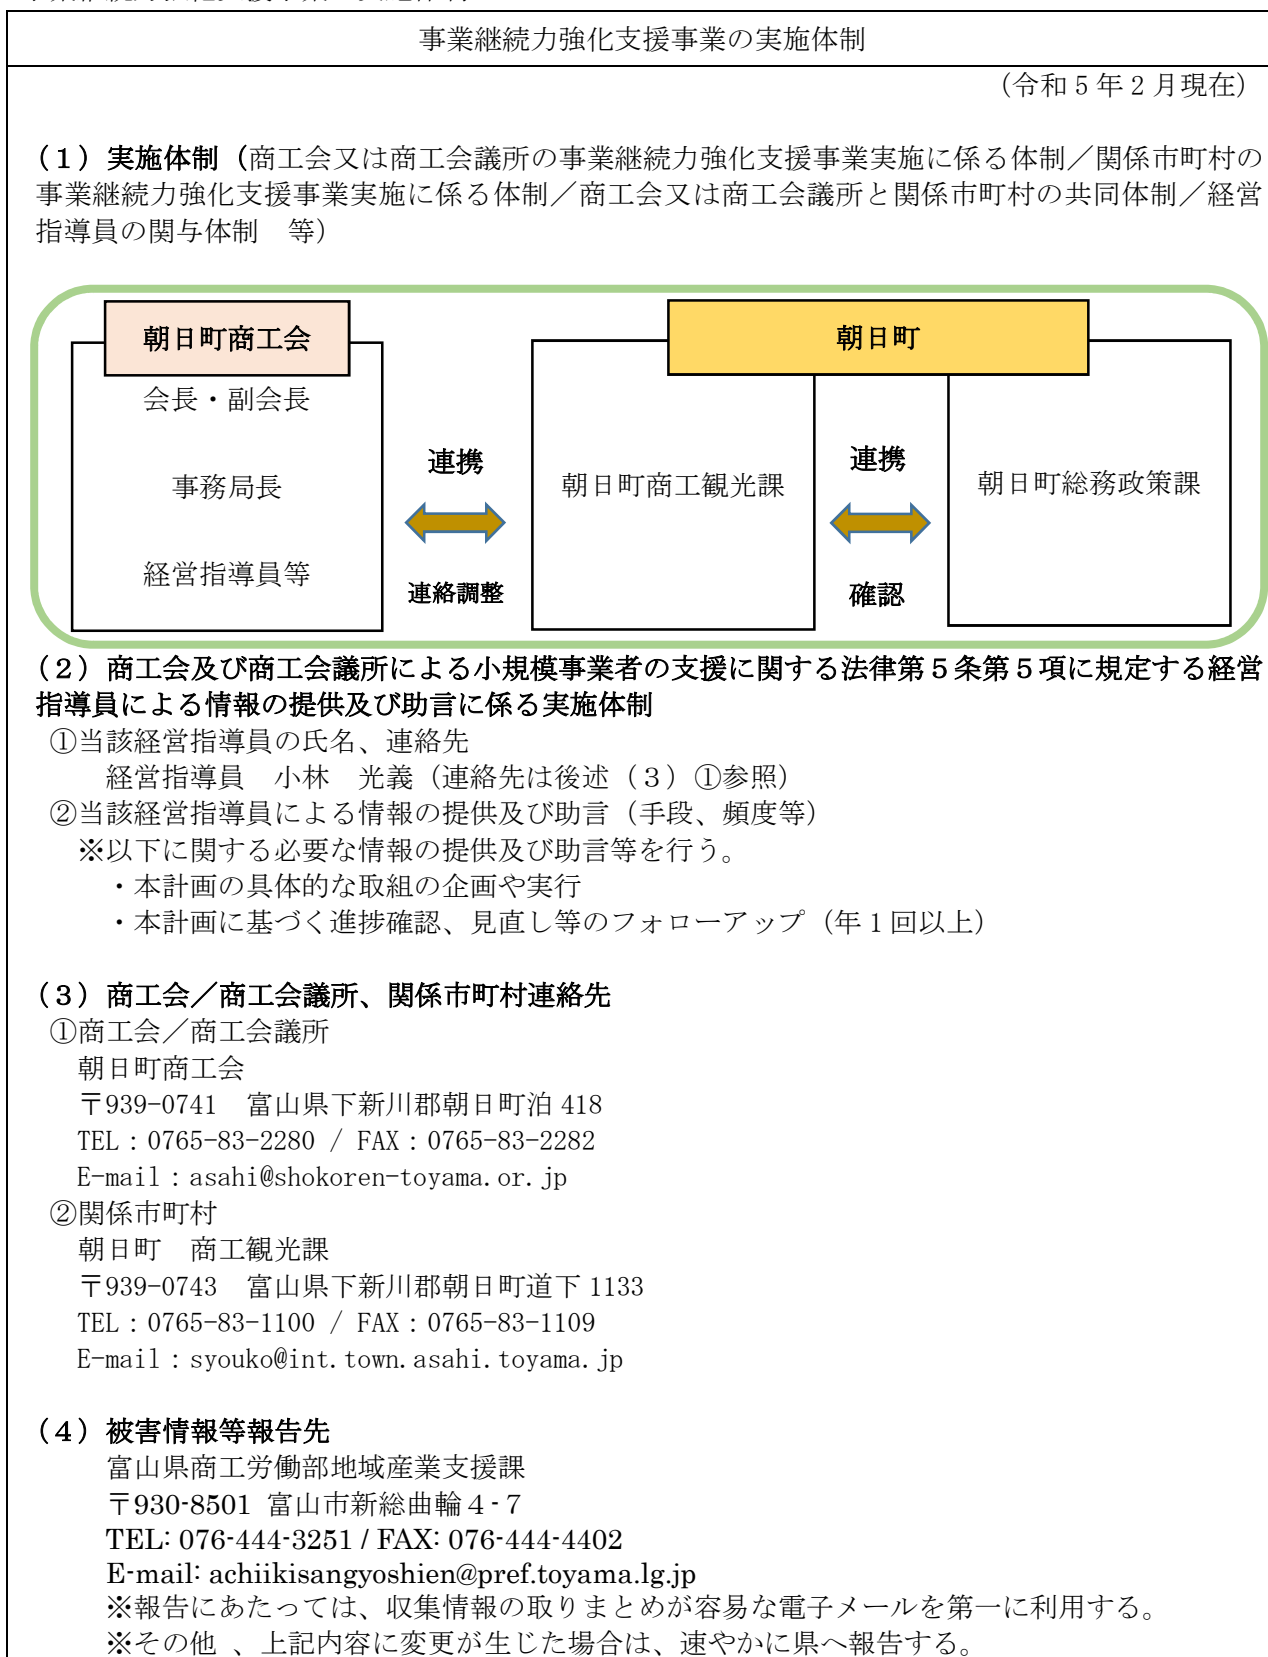 事業継続力強化支援事業の実施体制
（令和５年２月現在）
（１）実施体制（商工会又は商工会議所の事業継続力強化支援事業実施に係る体制／関係市町村の
事業継続力強化支援事業実施に係る体制／商工会又は商工会議所と関係市町村の共同体制／経営
指導員の関与体制　等）
朝日町商工会
会長・副会長
事務局長
経営指導員等
連携
連絡調整
朝日町
朝日町商工観光課
連携
確認
朝日町総務政策課
（２）商工会及び商工会議所による小規模事業者の支援に関する法律第５条第５項に規定する経営
指導員による情報の提供及び助言に係る実施体制
①当該経営指導員の氏名、連絡先
経営指導員　小林　光義（連絡先は後述（３）①参照）
②当該経営指導員による情報の提供及び助言（手段、頻度等）
※以下に関する必要な情報の提供及び助言等を行う。
・本計画の具体的な取組の企画や実行
・本計画に基づく進捗確認、見直し等のフォローアップ（年１回以上）
（３）商工会／商工会議所、関係市町村連絡先
①商工会／商工会議所
朝日町商工会
〒939-0741　富山県下新川郡朝日町泊 418
TEL：0765-83-2280 / FAX：0765-83-2282
E-mail：asahi@shokoren-toyama.or.jp
②関係市町村
朝日町　商工観光課
〒939-0743　富山県下新川郡朝日町道下 1133
TEL：0765-83-1100 / FAX：0765-83-1109
E-mail：syouko@int.town.asahi.toyama.jp
（４）被害情報等報告先
富山県商工労働部地域産業支援課
〒930-8501 富山市新総曲輪４-７
TEL: 076-444-3251 / FAX: 076-444-4402
E-mail: achiikisangyoshien@pref.toyama.lg.jp
※報告にあたっては、収集情報の取りまとめが容易な電子メールを第一に利用する。
※その他 、上記内容に変更が生じた場合は、速やかに県へ報告する。